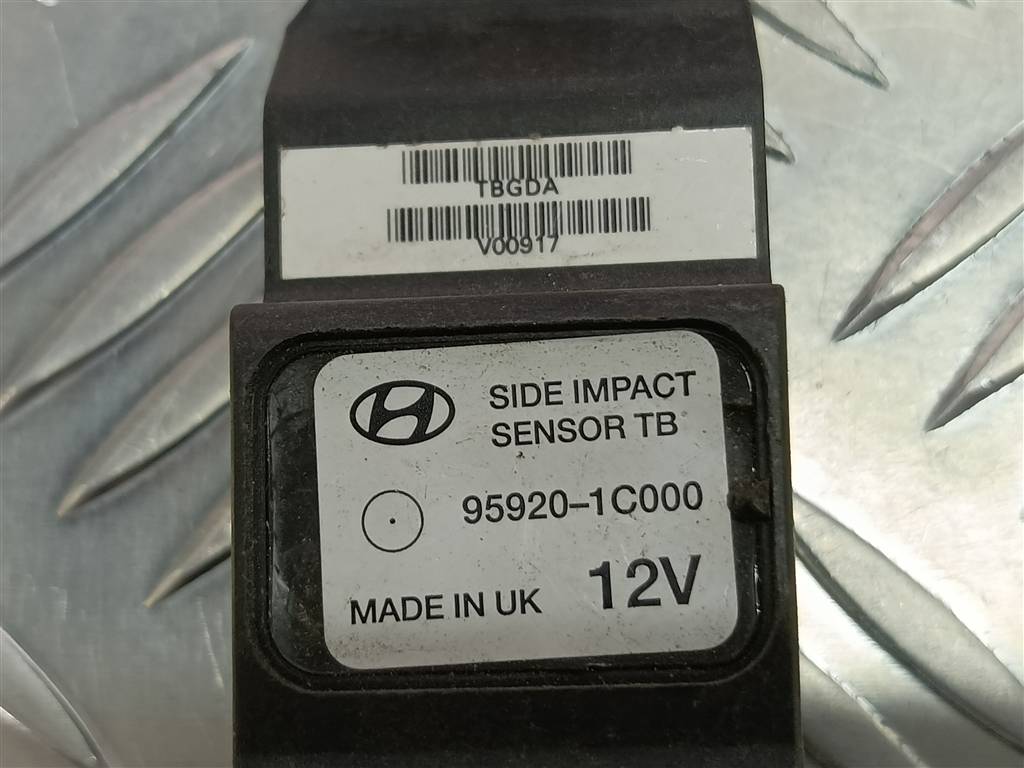 TBGDA
V00917
SIDE IMPACT
SENSOR TB
95920-1C000
MADE IN UK 12V